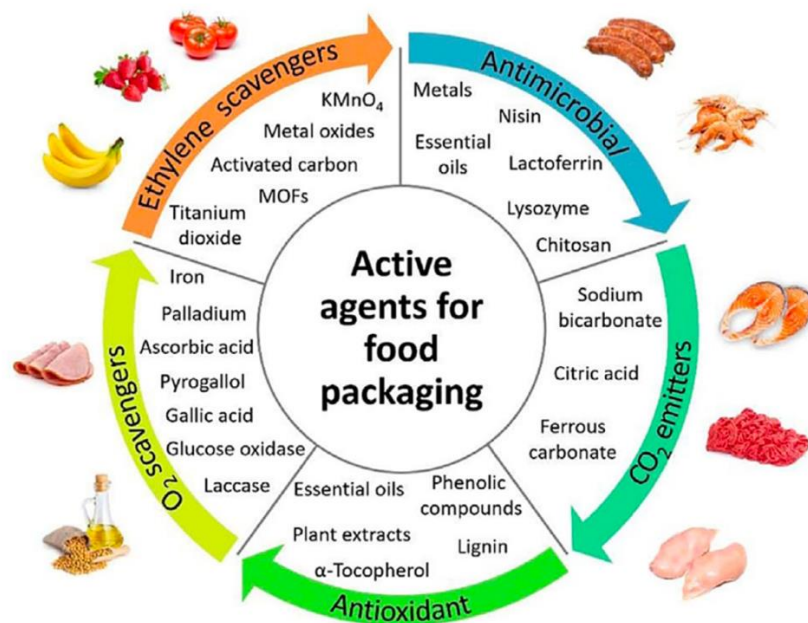 Active
agents for
food
packaging
Antimicrobial
Metals
Nisin
Essential
oils
Lactoferrin
Lysozyme
Chitosan
CO₂ emitters
Sodium
bicarbonate
Citric acid
Ferrous
carbonate
Antioxidant
Essential oils
Phenolic
compounds
Plant extracts
Lignin
α-Tocopherol
O₂ scavengers
Iron
Palladium
Ascorbic acid
Pyrogallol
Gallic acid
Glucose oxidase
Laccase
Ethylene scavengers
KMnO₄
Metal oxides
Activated carbon
MOFs
Titanium
dioxide